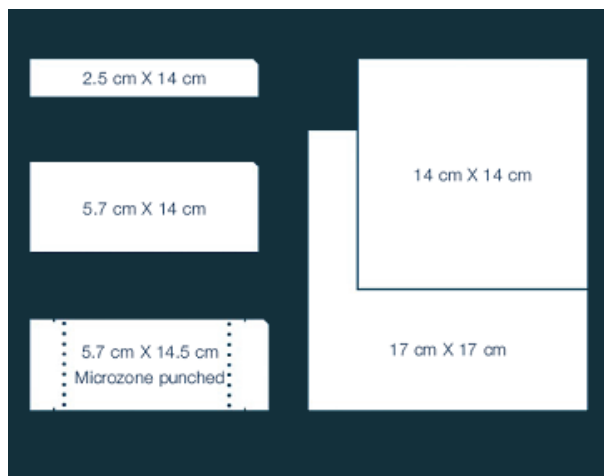 2.5 cm X 14 cm
5.7 cm X 14 cm
5.7 cm X 14.5 cm
Microzone punched
14 cm X 14 cm
17 cm X 17 cm